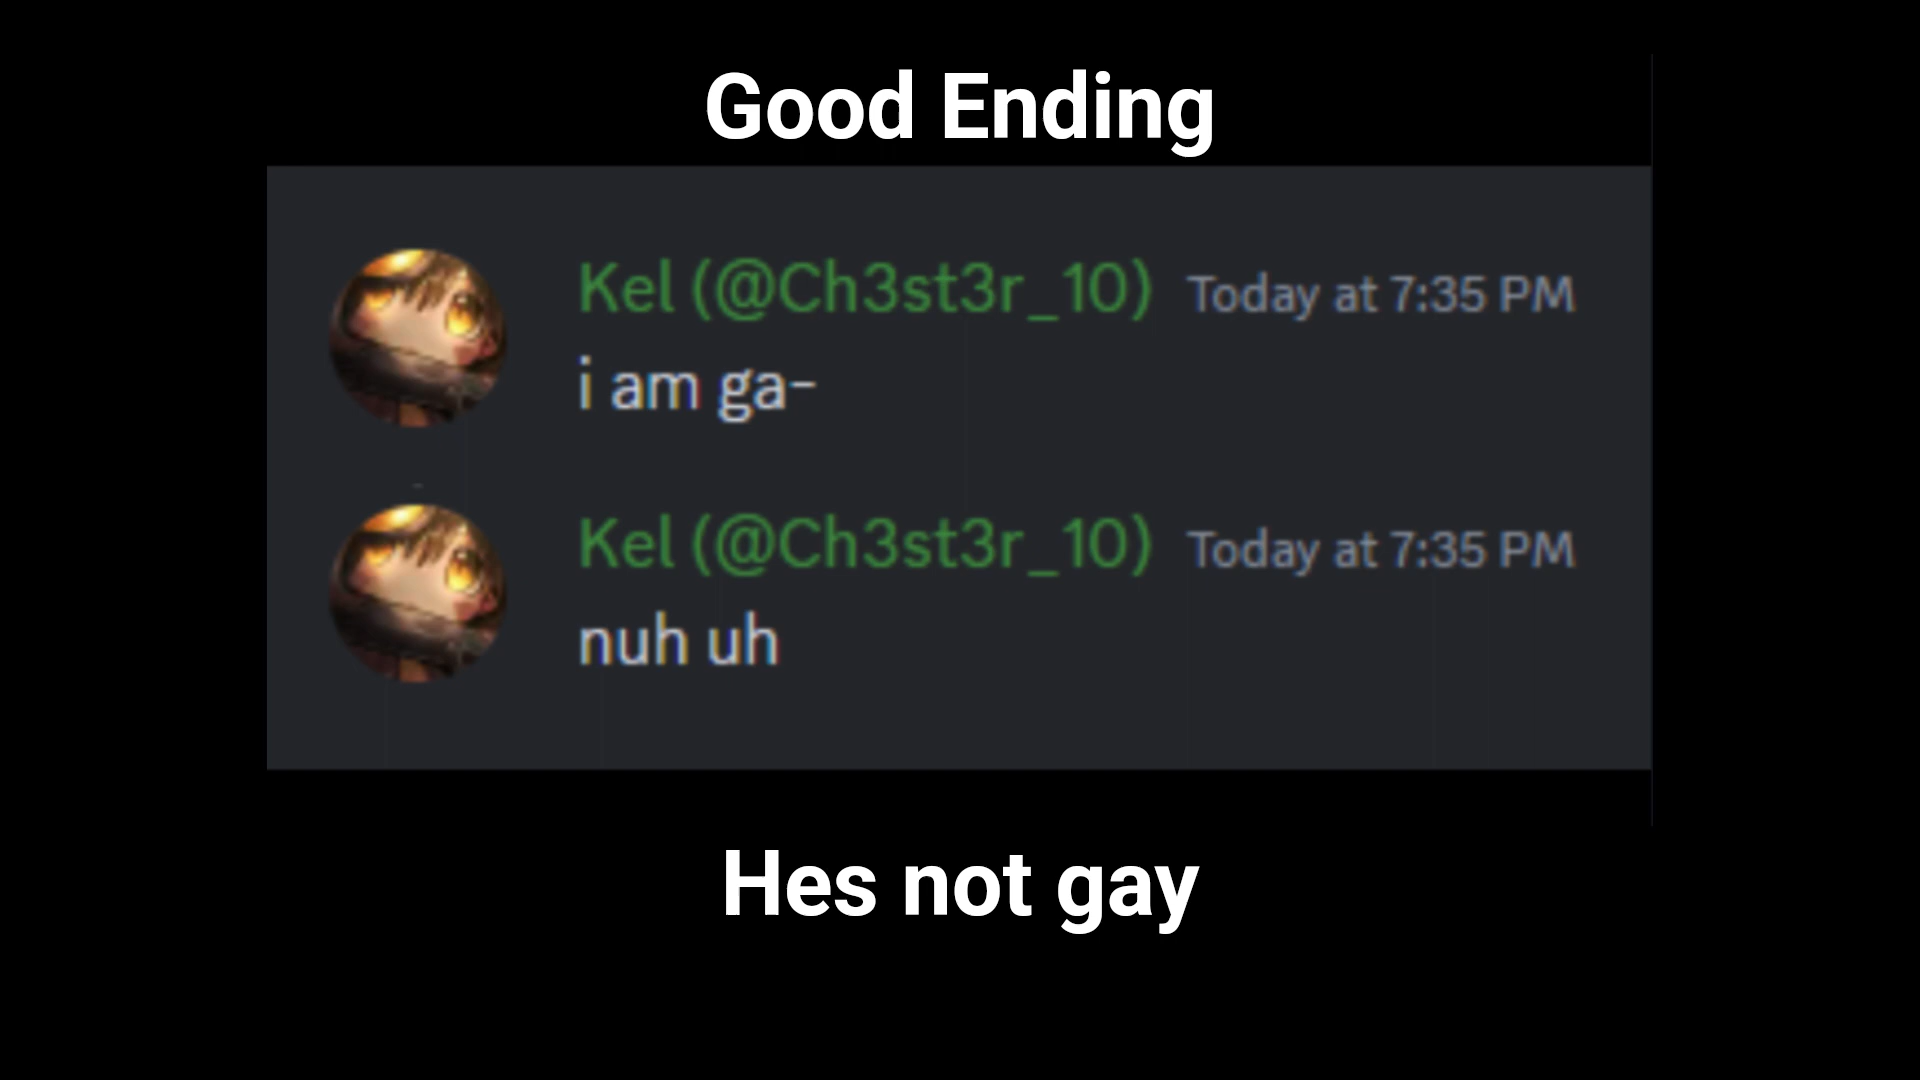 Good Ending
Kel (@Ch3st3r_10) Today at 7:35 PM
i am ga-
Kel (@Ch3st3r_10) Today at 7:35 PM
nuh uh
Hes not gay